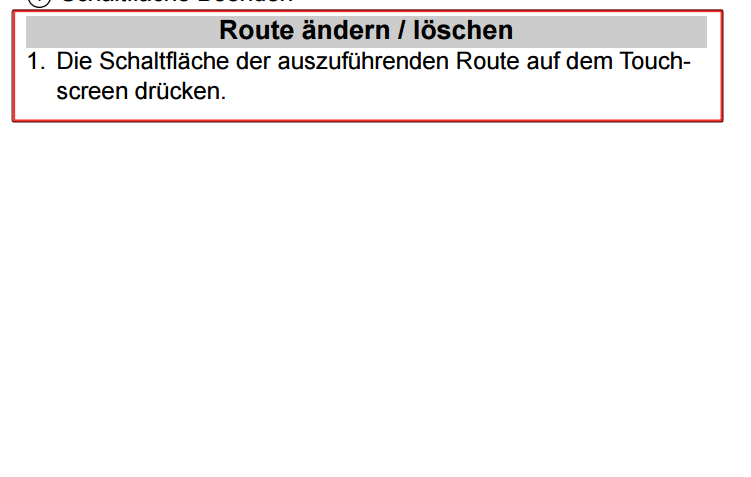 Route ändern / löschen
1. Die Schaltfläche der auszuführenden Route auf dem Touch-
screen drücken.